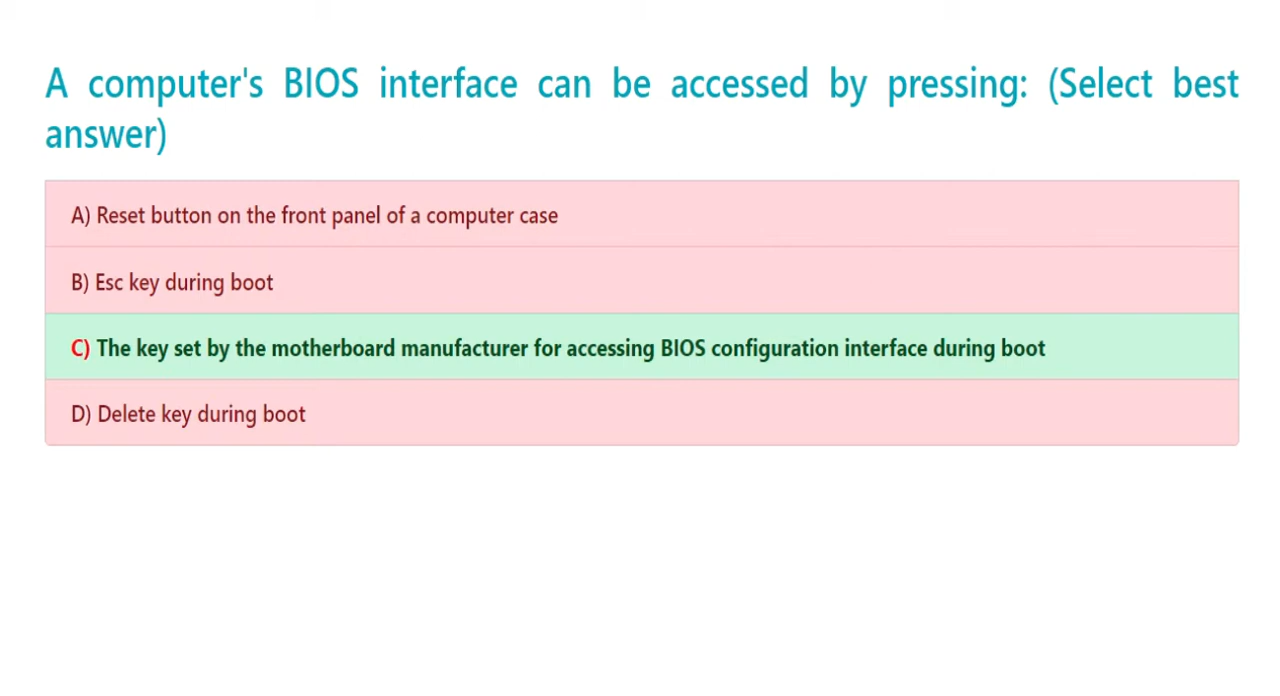 A computer's BIOS interface can be accessed by pressing: (Select best
answer)
A) Reset button on the front panel of a computer case
B) Esc key during boot
C) The key set by the motherboard manufacturer for accessing BIOS configuration interface during boot
D) Delete key during boot